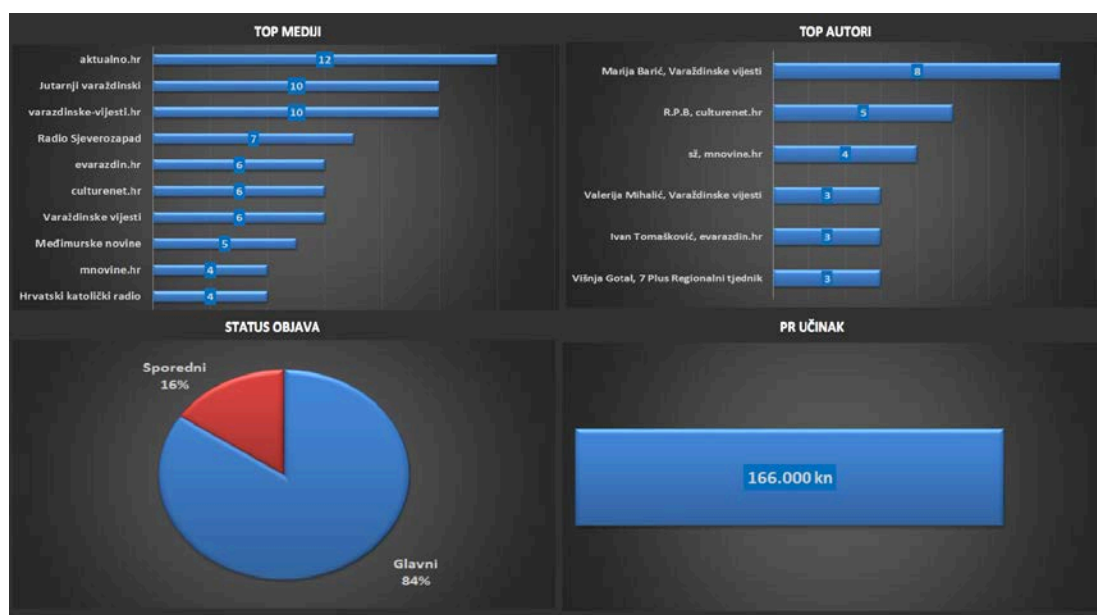 TOP MEDIJI
aktualno.hr 12
Jutarnji varaždinski 10
varazdinske-vijesti.hr 10
Radio Sjeverozapad 7
evarazdin.hr 6
culturenet.hr 6
Varaždinske vijesti 6
Međimurske novine 5
mnovine.hr 4
Hrvatski katolički radio 4
TOP AUTORI
Marija Barić, Varaždinske vijesti 8
R.P.B, culturenet.hr 5
sž, mnovine.hr 4
Valerija Mihalić, Varaždinske vijesti 3
Ivan Tomašković, evarazdin.hr 3
Višnja Gotal, 7 Plus Regionalni tjednik 3
STATUS OBJAVA
Sporedni
16%
Glavni
84%
PR UČINAK
166.000 kn